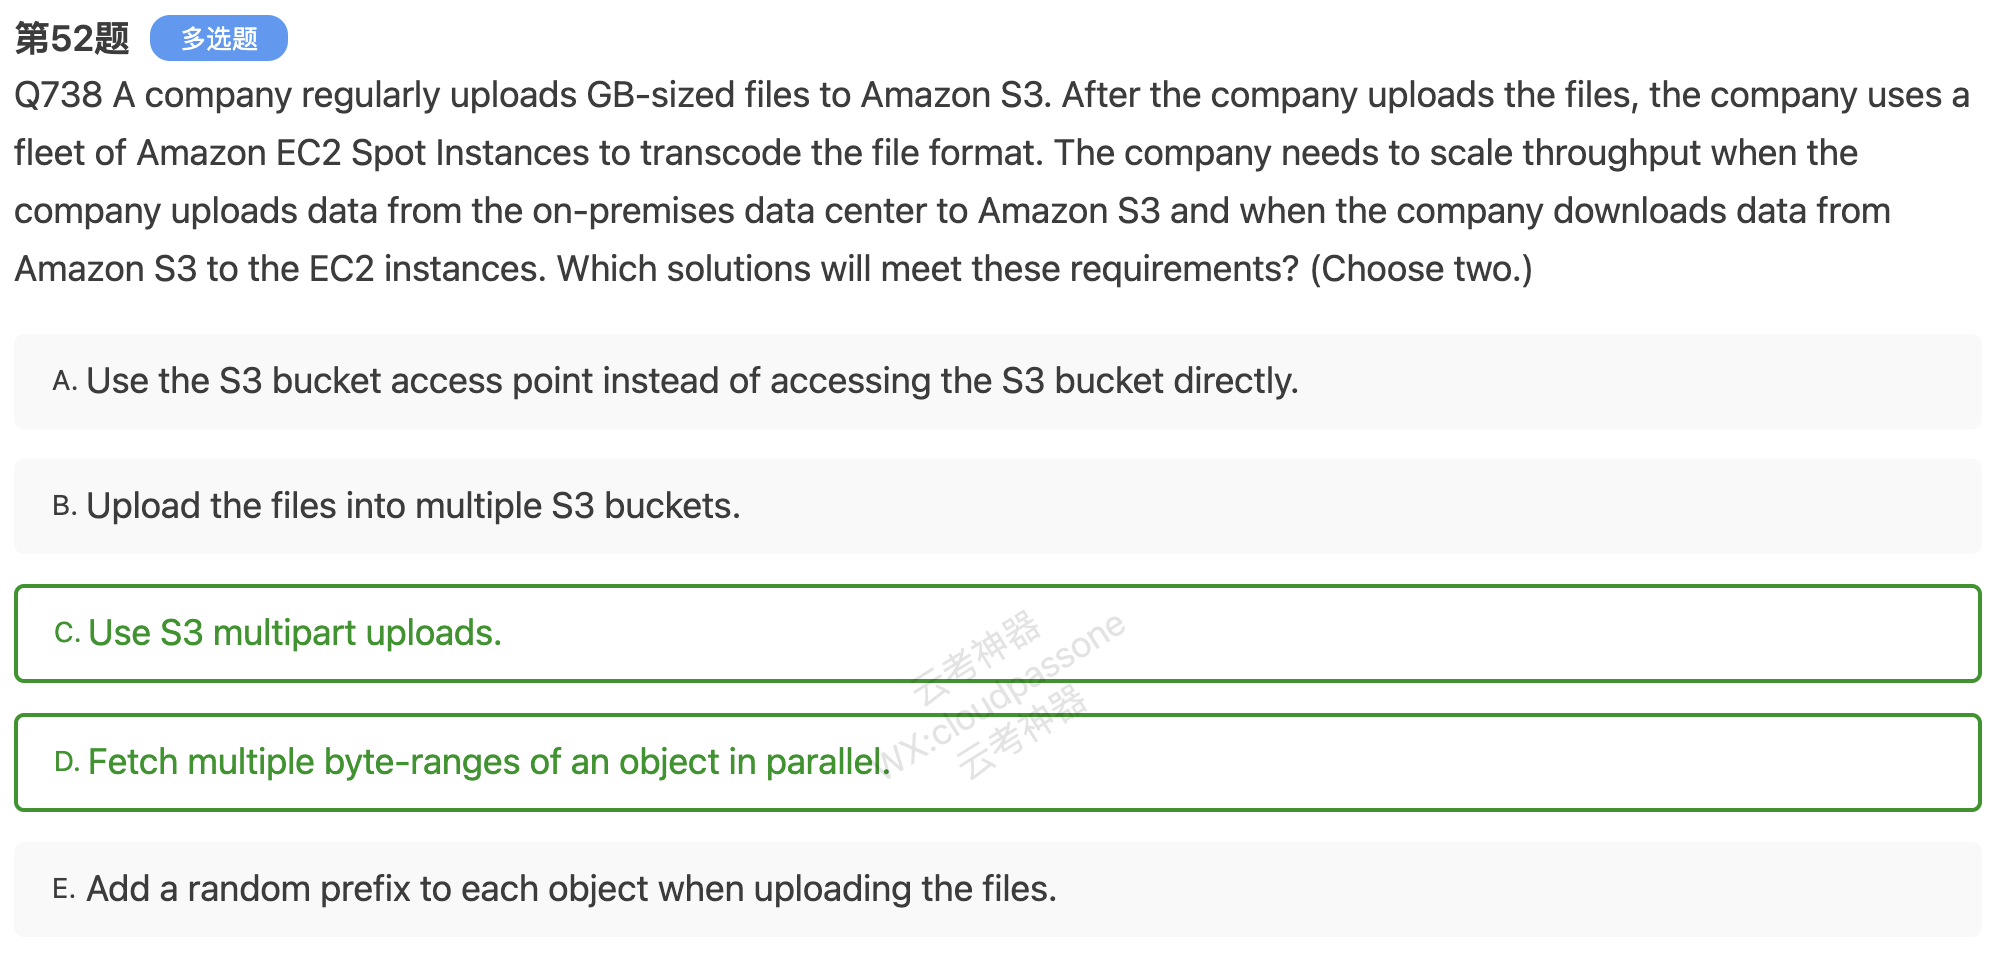 第52题 多选题
Q738 A company regularly uploads GB-sized files to Amazon S3. After the company uploads the files, the company uses a
fleet of Amazon EC2 Spot Instances to transcode the file format. The company needs to scale throughput when the
company uploads data from the on-premises data center to Amazon S3 and when the company downloads data from
Amazon S3 to the EC2 instances. Which solutions will meet these requirements? (Choose two.)
A. Use the S3 bucket access point instead of accessing the S3 bucket directly.
B. Upload the files into multiple S3 buckets.
C. Use S3 multipart uploads.
云考神器
WX:cloudpassone
云考神器
D. Fetch multiple byte-ranges of an object in parallel.
E. Add a random prefix to each object when uploading the files.